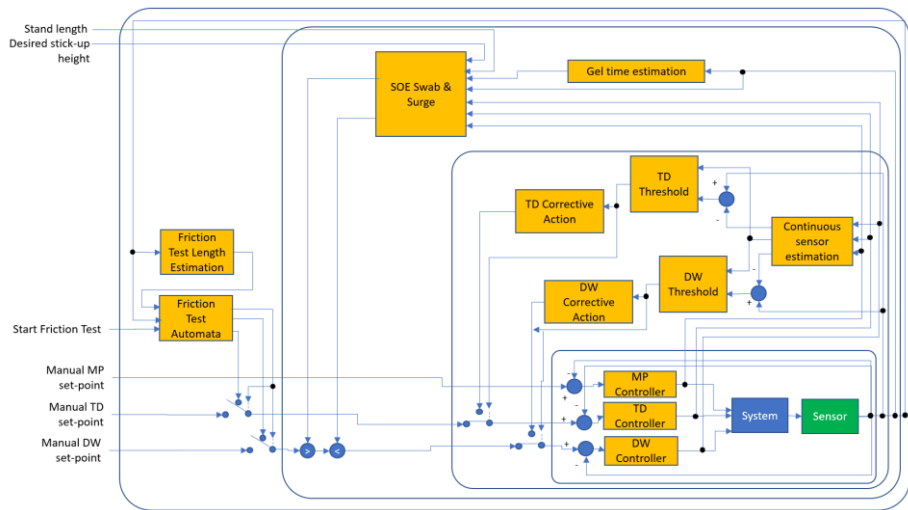 Stand length
Desired stick-up
height
SOE Swab &
Surge
Gel time estimation
TD
Threshold
+
-
TD Corrective
Action
Continuous
sensor
estimation
Friction
Test Length
Estimation
DW
Threshold
-
+
DW
Corrective
Action
Friction
Test
Automata
Start Friction Test
Manual MP
set-point
-
+
MP
Controller
Manual TD
set-point
-
+
TD
Controller
System
Sensor
Manual DW
set-point
>
<
+
-
DW
Controller